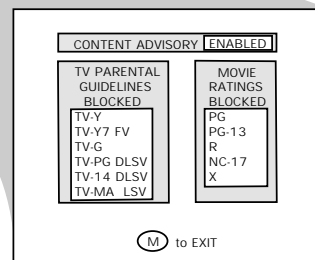 CONTENT ADVISORY ENABLED
TV PARENTAL
GUIDELINES
BLOCKED
TV-Y
TV-Y7 FV
TV-G
TV-PG DLSV
TV-14 DLSV
TV-MA LSV
MOVIE
RATINGS
BLOCKED
PG
PG-13
R
NC-17
X
M to EXIT